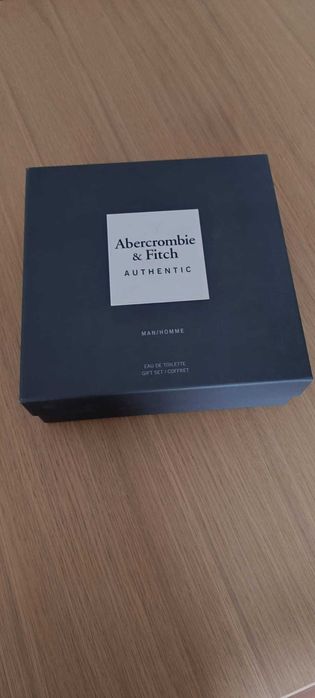 Abercrombie
& Fitch
AUTHENTIC
MAN/HOMME
EAU DE TOILETTE
GIFT SET / COFFRET